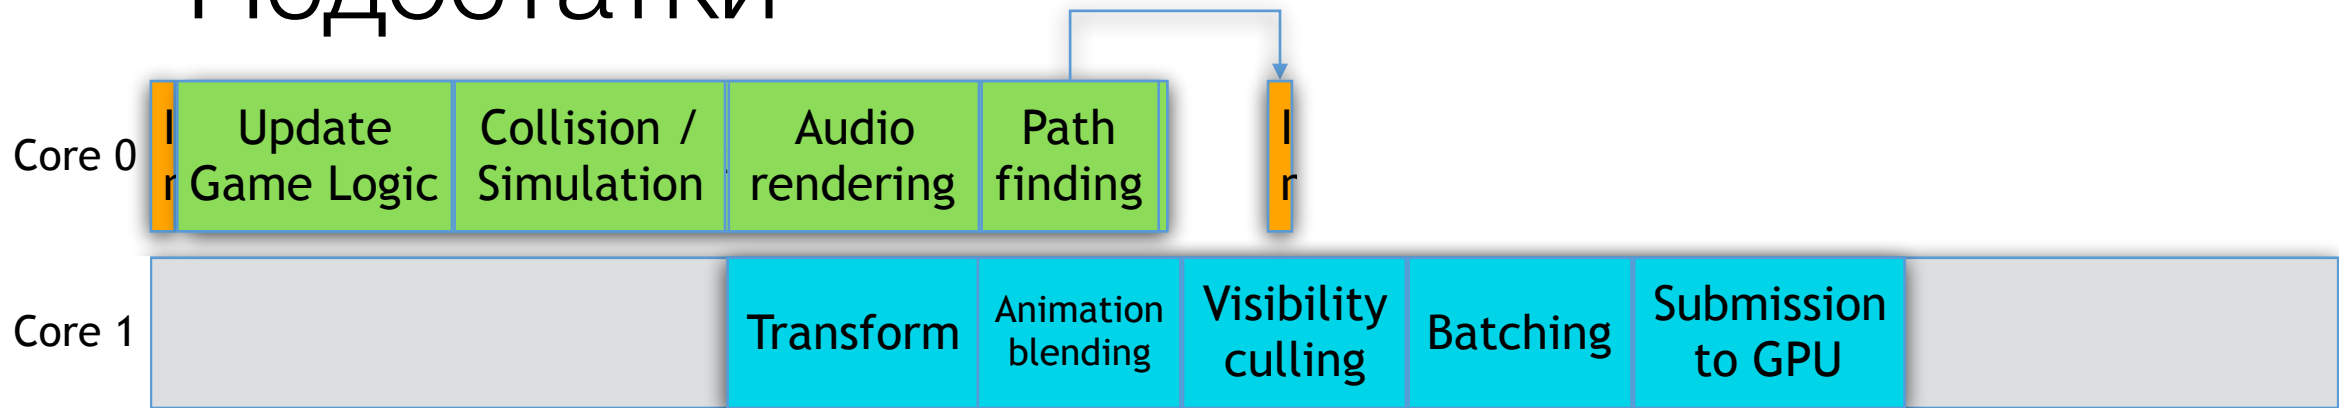 Недостатки
Core 0
Update
Game Logic
Collision /
Simulation
Audio
rendering
Path
finding
Core 1
Transform
Animation
blending
Visibility
culling
Batching
Submission
to GPU